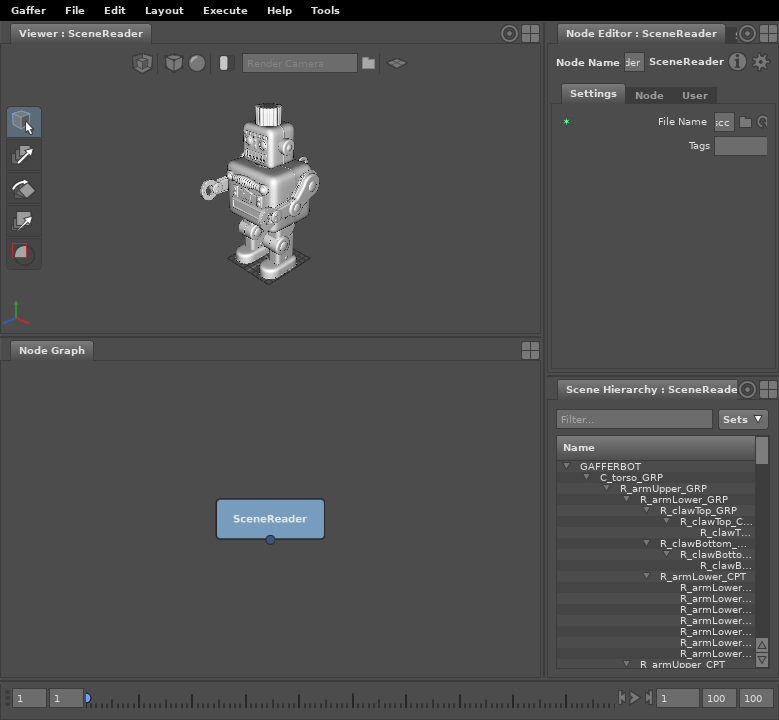 Gaffer File Edit Layout Execute Help Tools
Viewer : SceneReader
Render Camera
Node Graph
SceneReader
Node Editor : SceneReader
Node Name der SceneReader
Settings Node User
File Name scc
Tags
Scene Hierarchy : SceneReade
Filter... Sets
Name
GAFFERBOT
C_torso_GRP
R_armUpper_GRP
R_armLower_GRP
R_clawTop_GRP
R_clawTop_C...
R_clawT...
R_clawBottom_...
R_clawBotto...
R_clawB...
R_armLower_CPT
R_armLower...
R_armLower...
R_armLower...
R_armLower...
R_armLower...
R_armLower...
R_armLower...
R_armUpper_CPT
1 1 1 100 100